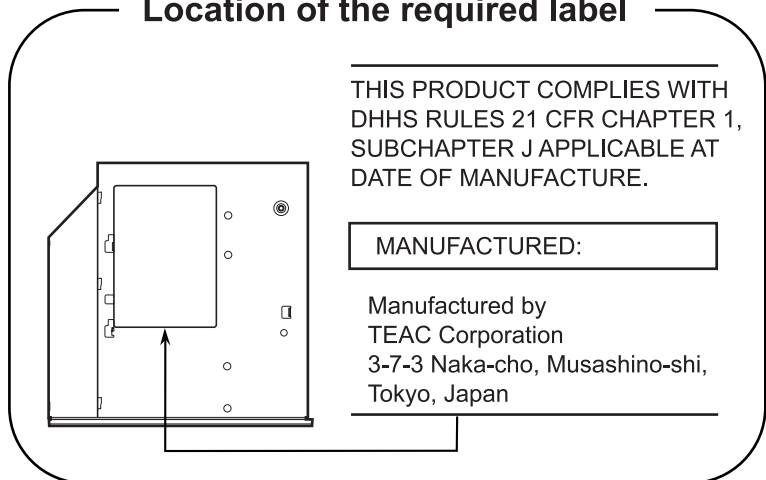 Location of the required label
THIS PRODUCT COMPLIES WITH
DHHS RULES 21 CFR CHAPTER 1,
SUBCHAPTER J APPLICABLE AT
DATE OF MANUFACTURE.
MANUFACTURED:
Manufactured by
TEAC Corporation
3-7-3 Naka-cho, Musashino-shi,
Tokyo, Japan